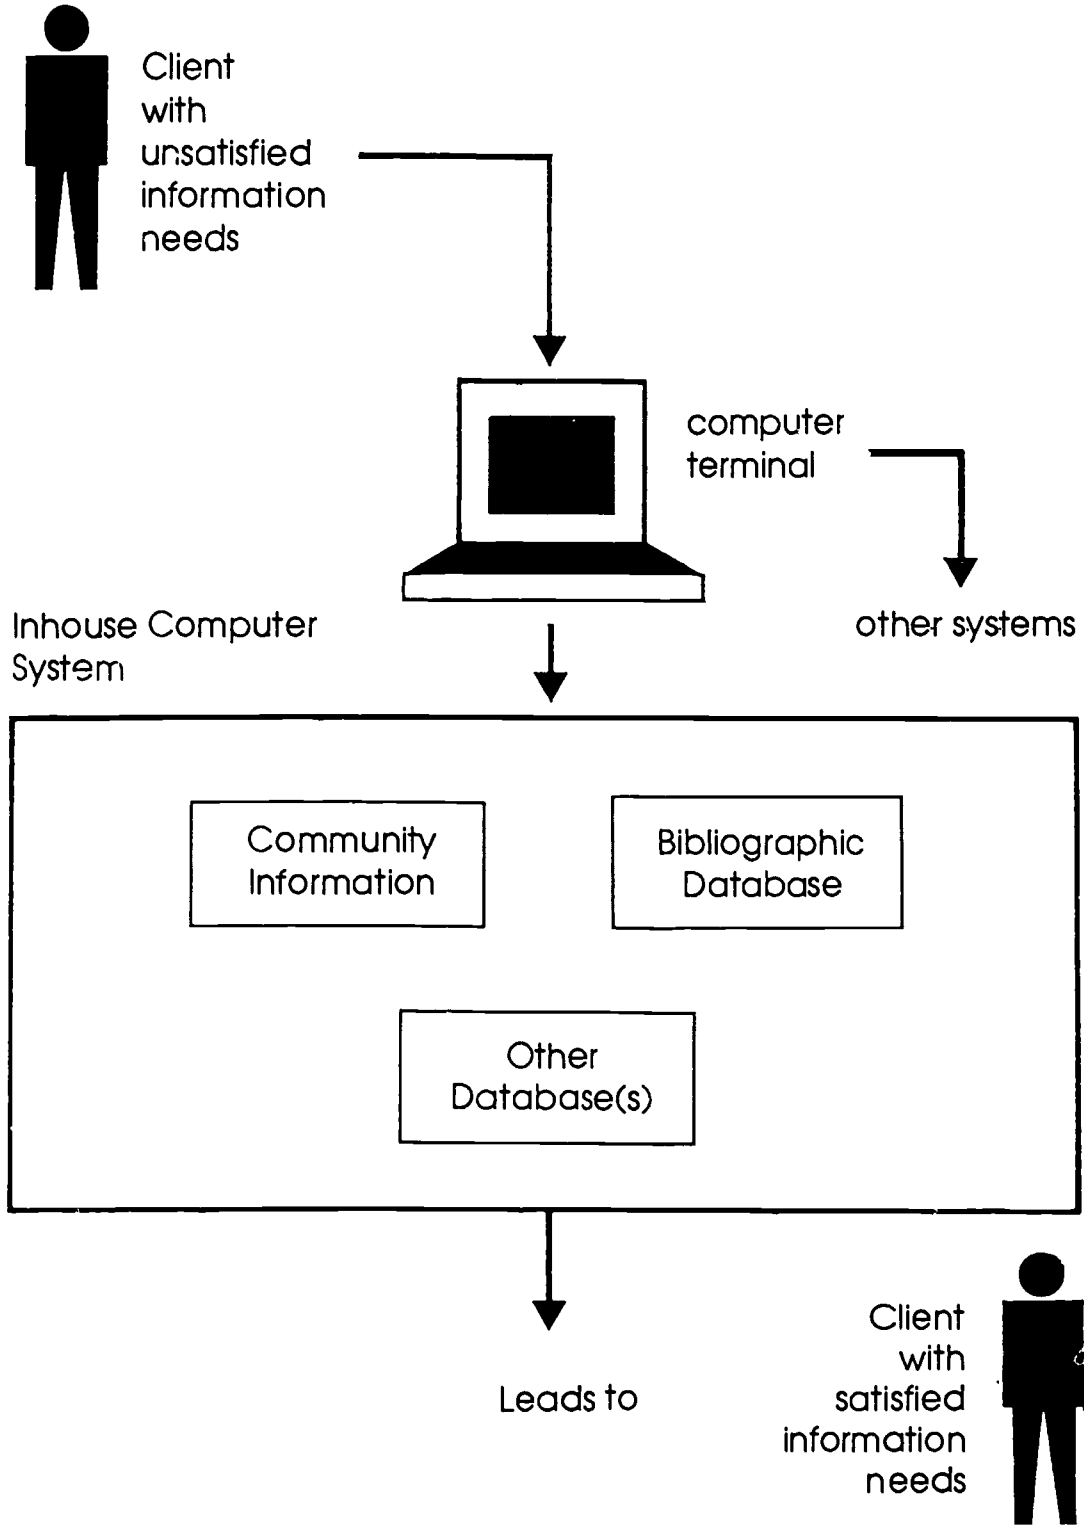 Client
with
unsatisfied
information
needs
computer
terminal
Inhouse Computer
System
other systems
Community
Information
Bibliographic
Database
Other
Database(s)
Leads to
Client
with
satisfied
information
needs